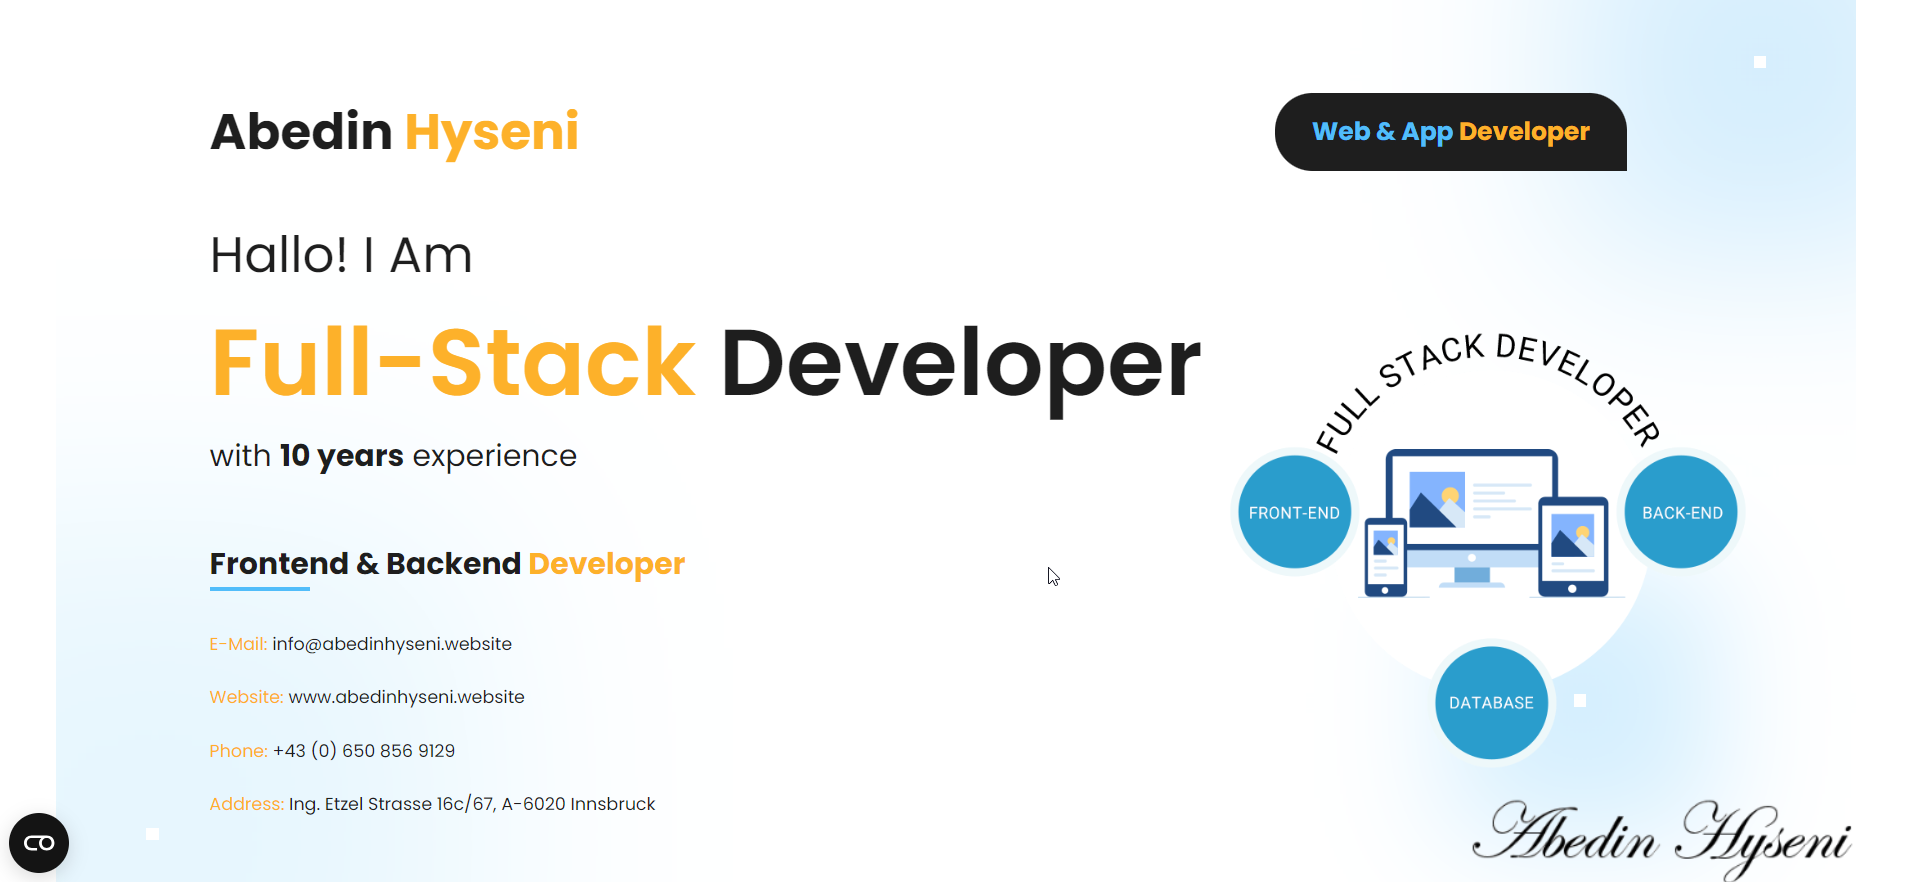 Abedin Hyseni
Web & App Developer
Hallo! I Am
Full-Stack Developer
with 10 years experience
Frontend & Backend Developer
E-Mail: info@abedinhyseni.website
Website: www.abedinhyseni.website
Phone: +43 (0) 650 856 9129
Address: Ing. Etzel Strasse 16c/67, A-6020 Innsbruck
FULL STACK DEVELOPER
FRONT-END
BACK-END
DATABASE
Abedin Hyseni